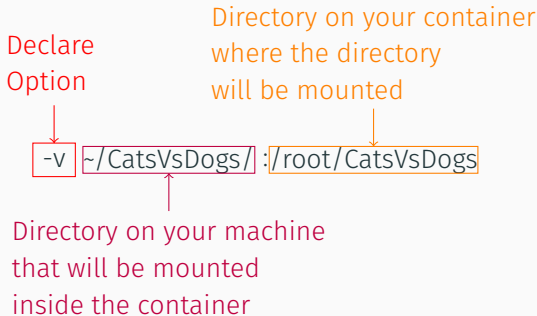 Directory on your container
where the directory
will be mounted
Declare
Option
-v ~/CatsVsDogs/ :/root/CatsVsDogs
Directory on your machine
that will be mounted
inside the container